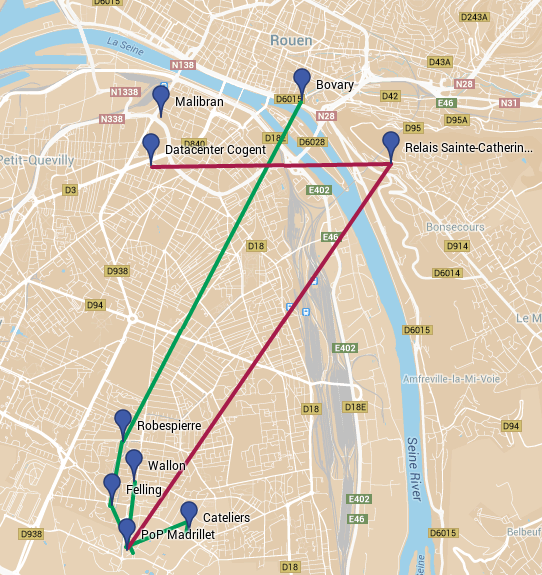 D6015
La Seine
Rouen
D243A
N138
D43A
N28
N1338
Malibran
Bovary
D6015
D42
E46
N31
N338
N28
D95A
D95
D18E
D6028
D840
Petit-Quevilly
Datacenter Cogent
Relais Sainte-Catherin...
D3
E402
Bonsecours
E46
D18
D914
D938
D6014
D94
D6015
E402
Amfreville-la-Mi-Voie
D18
D18E
Robespierre
D94
Seine River
Wallon
Felling
E402
Cateliers
E46
D938
PoP Madrillet
D6015
Belbeuf
D18
Seine